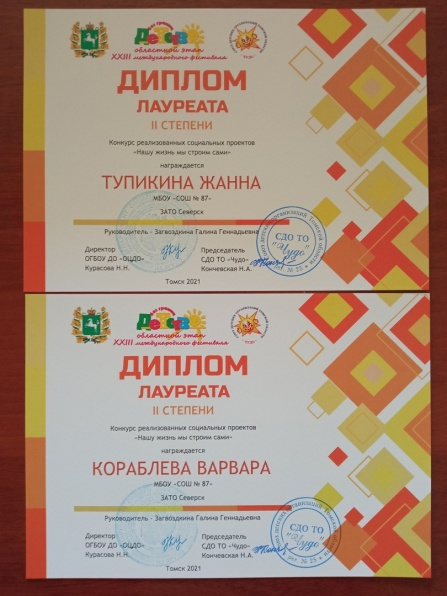 Детство
областной этап
XXIII международного фестиваля
"Чудо"
ДИПЛОМ
ЛАУРЕАТА
II СТЕПЕНИ
Конкурс реализованных социальных проектов
«Нашу жизнь мы строим сами»
награждается
ТУПИКИНА ЖАННА
МБОУ «СОШ № 87»
ЗАТО Северск
Руководитель - Загвоздкина Галина Геннадьевна
Директор
ОГБОУ ДО «ОЦДО»
Курасова Н.Н.
Председатель
СДО ТО «Чудо»
Кончевская Н.А.
СДО ТО
"Чудо"
Томск 2021
Детство
областной этап
XXIII международного фестиваля
"Чудо"
ДИПЛОМ
ЛАУРЕАТА
II СТЕПЕНИ
Конкурс реализованных социальных проектов
«Нашу жизнь мы строим сами»
награждается
КОРАБЛЕВА ВАРВАРА
МБОУ «СОШ № 87»
ЗАТО Северск
Руководитель - Загвоздкина Галина Геннадьевна
Директор
ОГБОУ ДО «ОЦДО»
Курасова Н.Н.
Председатель
СДО ТО «Чудо»
Кончевская Н.А.
СДО ТО
"Чудо"
Томск 2021